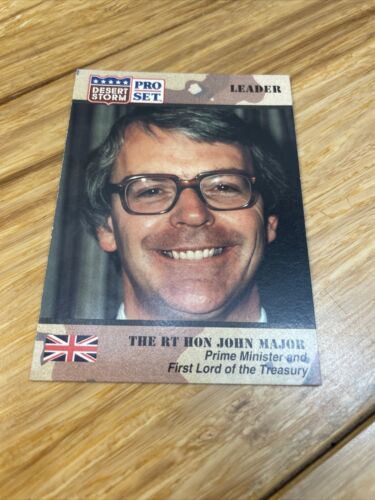 DESERT
STORM
PRO
SET
LEADER
THE RT HON JOHN MAJOR
Prime Minister and
First Lord of the Treasury